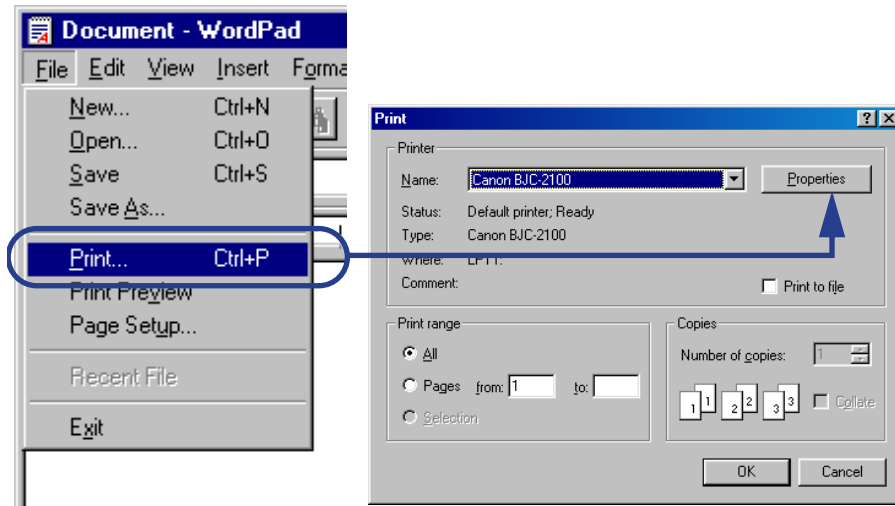 Document - WordPad
File Edit View Insert Forma
New... Ctrl+N
Open... Ctrl+O
Save Ctrl+S
Save As...
Print... Ctrl+P
Print Preview
Page Setup...
Recent File
Exit
Print
Printer
Name: Canon BJC-2100 Properties
Status: Default printer; Ready
Type: Canon BJC-2100
Where: LPT1:
Comment: Print to file
Print range
All
Pages from: 1 to:
Selection
Copies
Number of copies: 1
1 1 2 2 3 3 Collate
OK Cancel